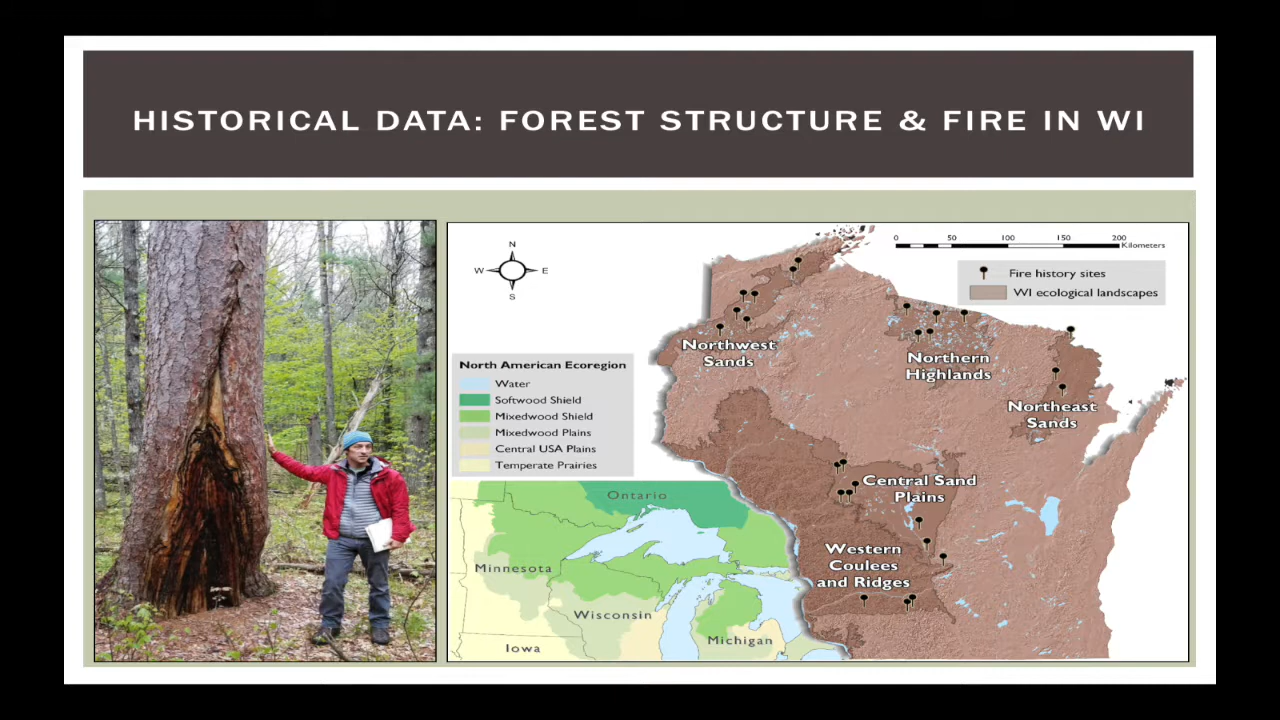 HISTORICAL DATA: FOREST STRUCTURE & FIRE IN WI
N
W E
S
0 50 100 150 200
Kilometers
Fire history sites
WI ecological landscapes
Northwest
Sands
Northern
Highlands
Northeast
Sands
North American Ecoregion
Water
Softwood Shield
Mixedwood Shield
Mixedwood Plains
Central USA Plains
Temperate Prairies
Central Sand
Plains
Western
Coulees
and Ridges
Ontario
Minnesota
Wisconsin
Michigan
Iowa